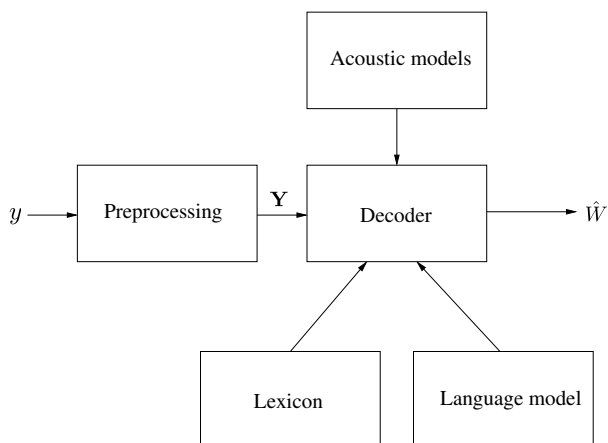 Acoustic models
y
Preprocessing
Y
Decoder
Ŵ
Lexicon
Language model